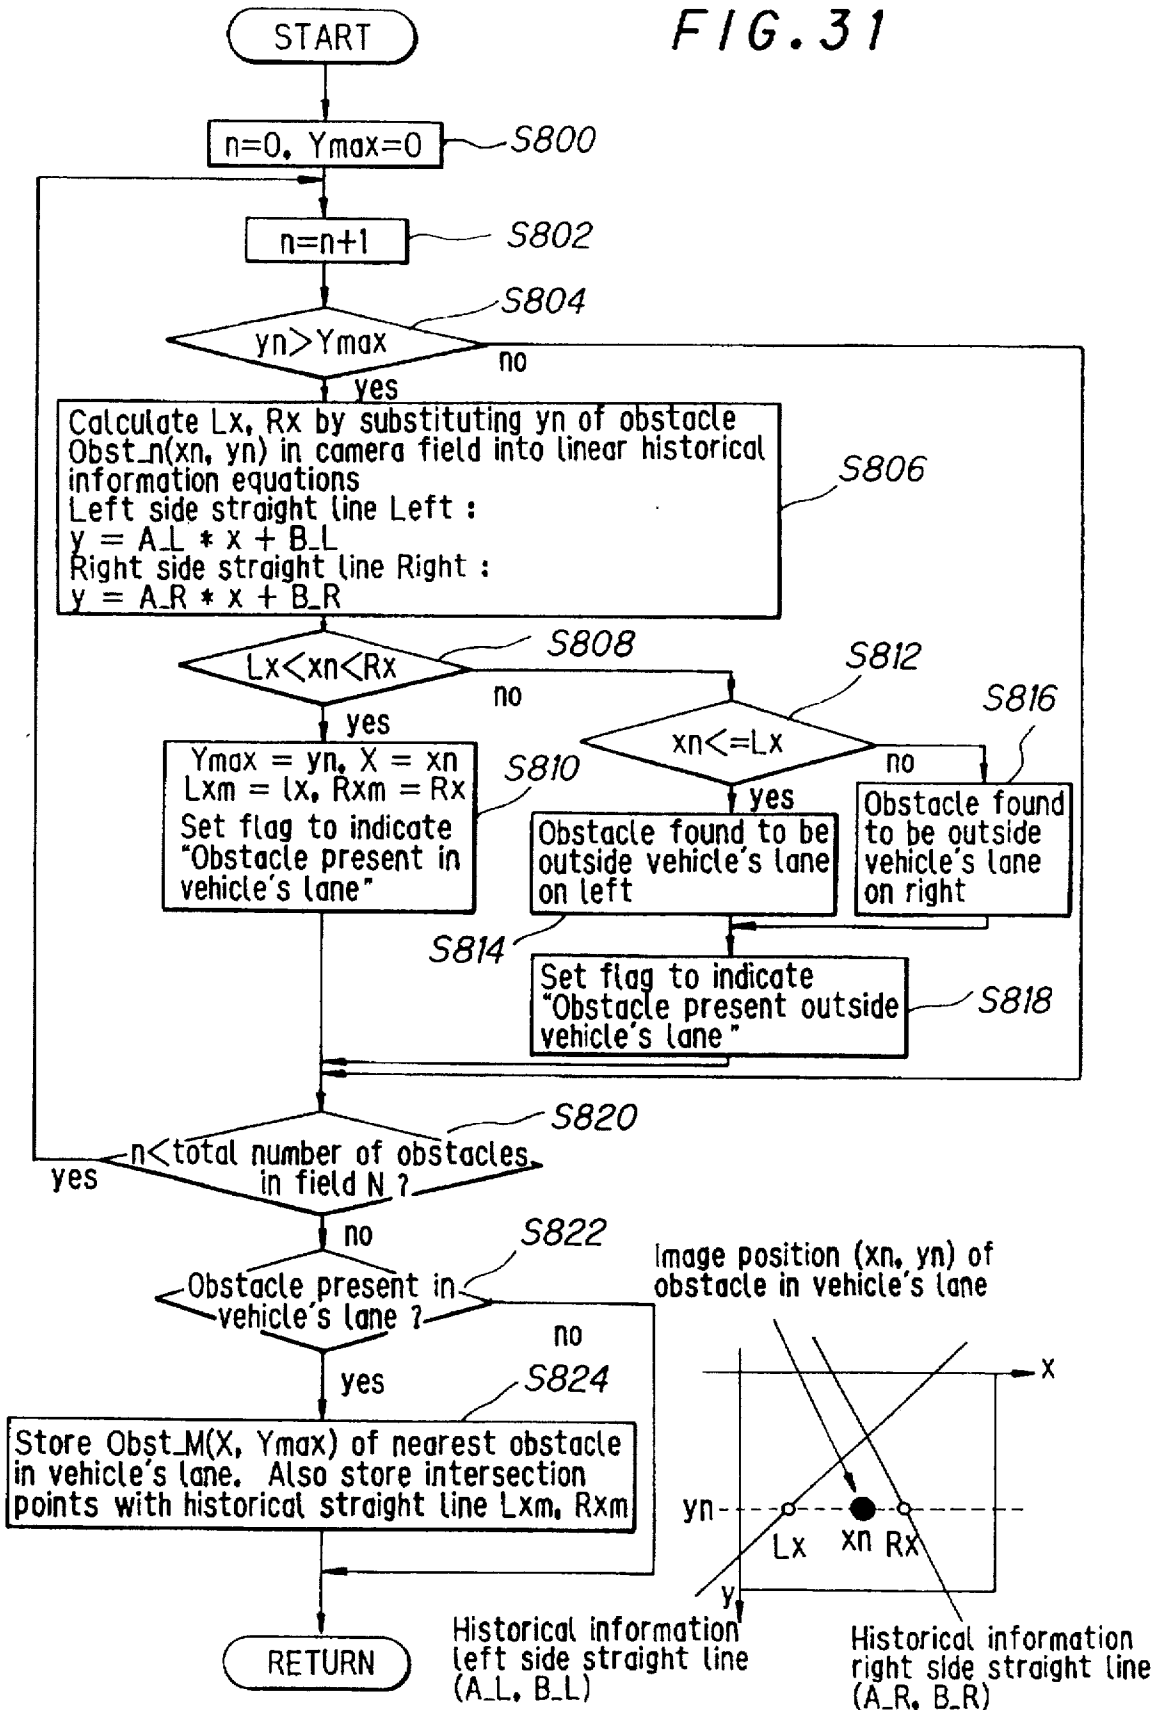 FIG.31
START
n=0, Ymax=0
S800
n=n+1
S802
S804
yn>Ymax
no
yes
Calculate Lx, Rx by substituting yn of obstacle
Obst_n(xn, yn) in camera field into linear historical
information equations
Left side straight line Left :
y = A_L * x + B_L
Right side straight line Right :
y = A_R * x + B_R
S806
S808
Lx<xn<Rx
no
yes
S812
xn<=Lx
no
yes
S816
Ymax = yn, X = xn
Lxm = lx, Rxm = Rx
Set flag to indicate
"Obstacle present in
vehicle's lane"
S810
Obstacle found to be
outside vehicle's lane
on left
S814
Obstacle found
to be outside
vehicle's lane
on right
Set flag to indicate
"Obstacle present outside
vehicle's lane"
S818
S820
n<total number of obstacles
in field N ?
yes
no
S822
Obstacle present in
vehicle's lane ?
no
yes
S824
Store Obst_M(X, Ymax) of nearest obstacle
in vehicle's lane. Also store intersection
points with historical straight line Lxm, Rxm
RETURN
Image position (xn, yn) of
obstacle in vehicle's lane
x
yn
Lx
xn
Rx
y
Historical information
left side straight line
(A_L, B_L)
Historical information
right side straight line
(A_R, B_R)